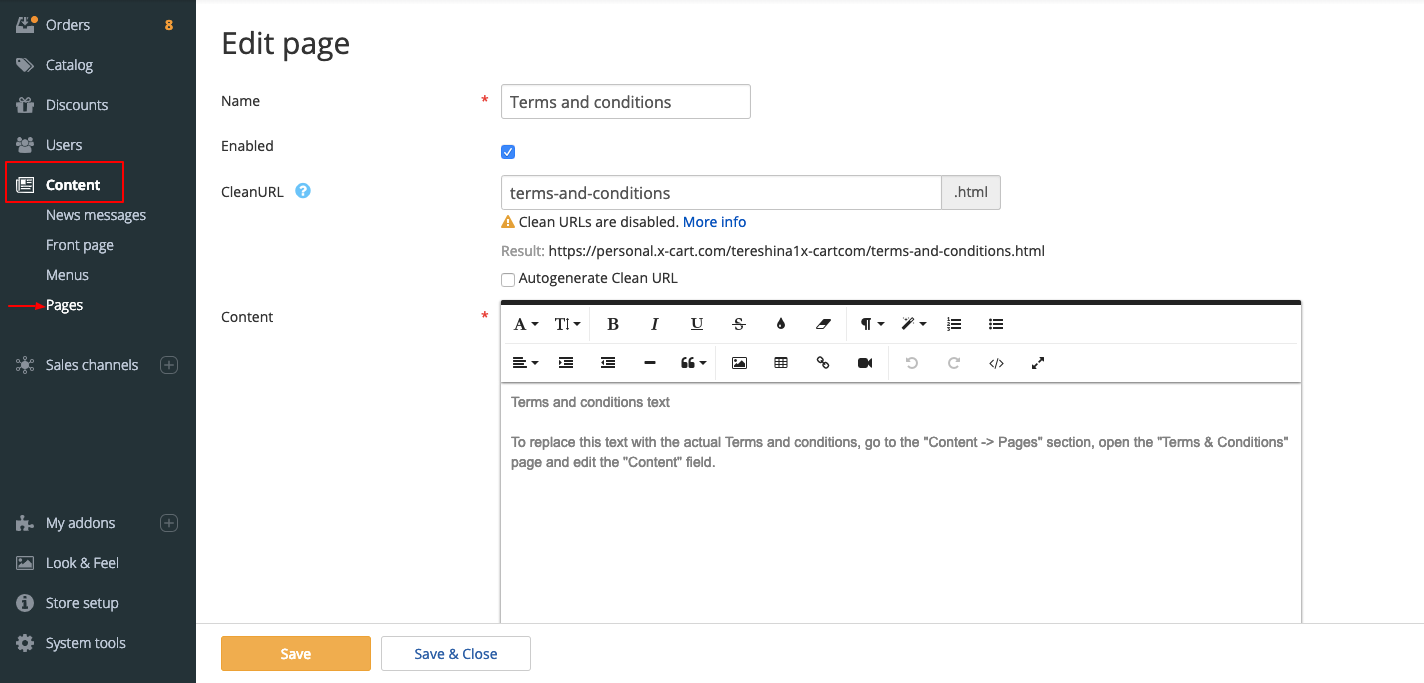 Orders 8
Catalog
Discounts
Users
Content
News messages
Front page
Menus
Pages
Sales channels
My addons
Look & Feel
Store setup
System tools
Edit page
Name * Terms and conditions
Enabled
CleanURL ? terms-and-conditions .html
Clean URLs are disabled. More info
Result: https://personal.x-cart.com/tereshina1x-cartcom/terms-and-conditions.html
Autogenerate Clean URL
Content *
Terms and conditions text
To replace this text with the actual Terms and conditions, go to the "Content -> Pages" section, open the "Terms & Conditions"
page and edit the "Content" field.
Save Save & Close